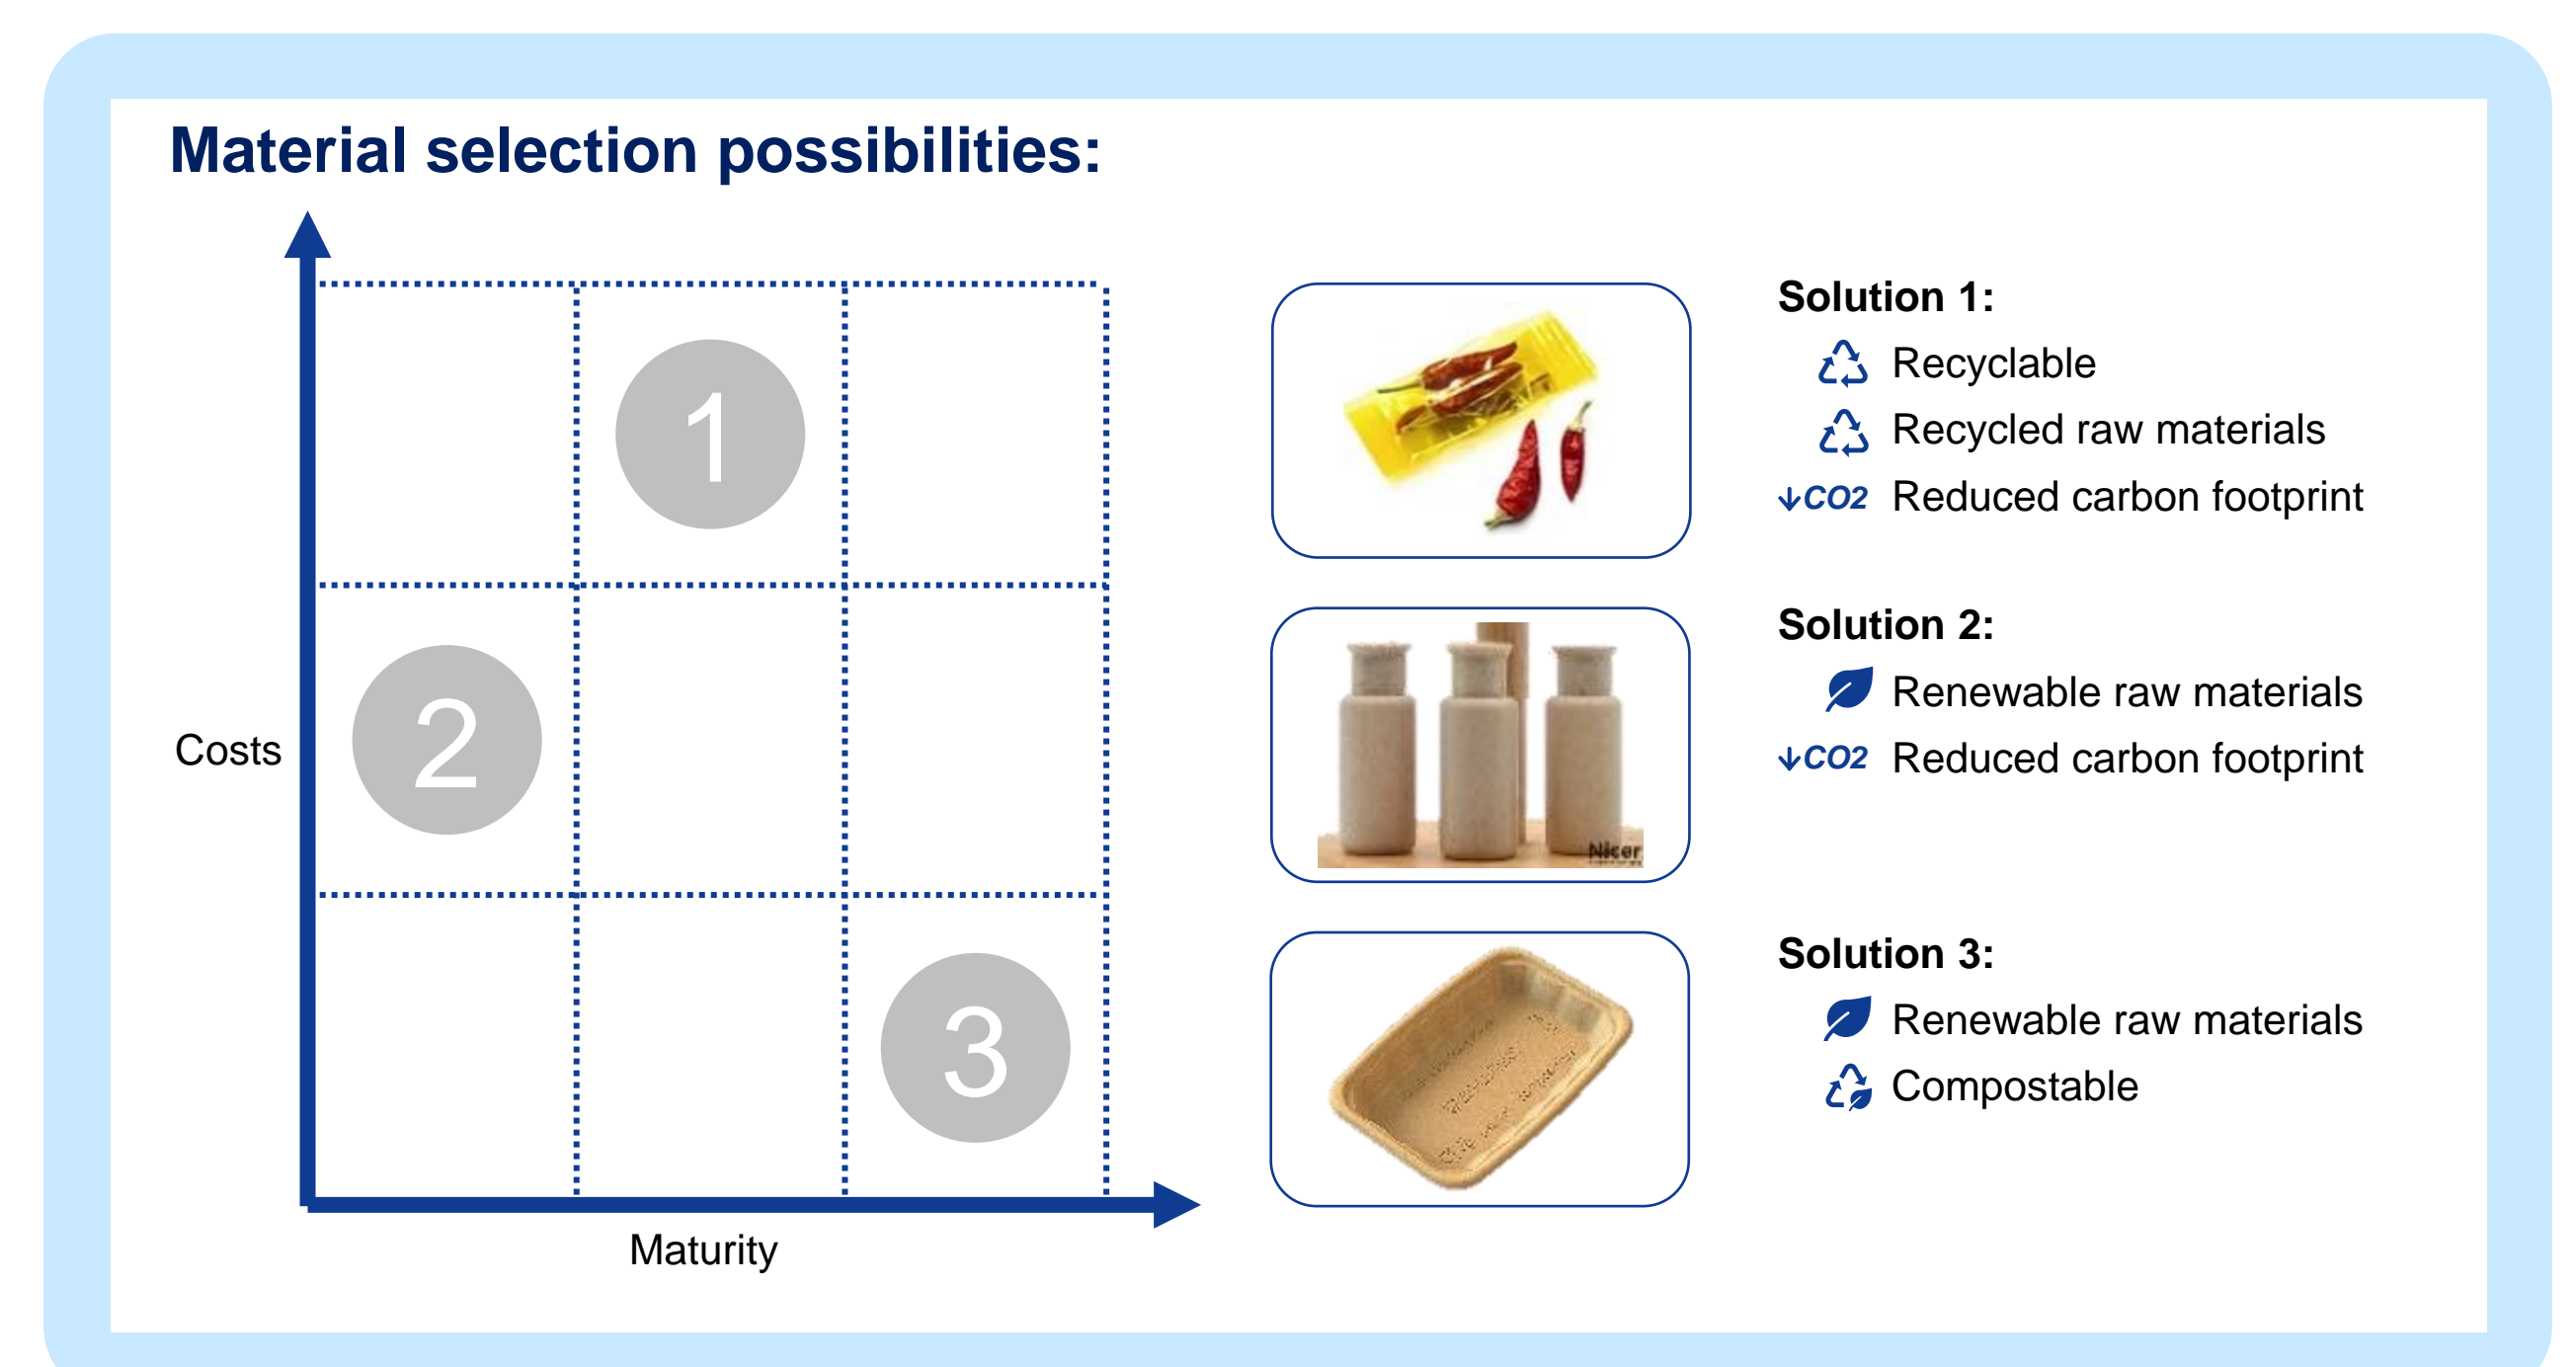 Material selection possibilities:
1
2
3
Costs
Maturity
Solution 1:
Recyclable
Recycled raw materials
↓CO2 Reduced carbon footprint
Solution 2:
Renewable raw materials
↓CO2 Reduced carbon footprint
Nicer
Solution 3:
Renewable raw materials
Compostable